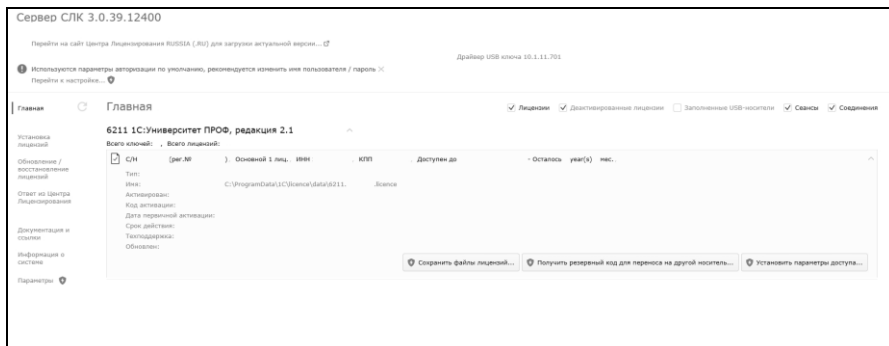 Сервер СЛК 3.0.39.12400
Перейти на сайт Центра Лицензирования RUSSIA (.RU) для загрузки актуальной версии...
Драйвер USB ключа 10.1.11.701
Используются параметры авторизации по умолчанию, рекомендуется изменить имя пользователя / пароль
Перейти к настройке...
Главная
Установка лицензий
Обновление / восстановление лицензий
Ответ из Центра Лицензирования
Документация и ссылки
Информация о системе
Параметры
Главная
Лицензии Деактивированные лицензии Заполненные USB-носители Сеансы Соединения
6211 1С:Университет ПРОФ, редакция 2.1
Всего ключей: , Всего лицензий:
С/Н [рег.№ ). Основной 1 лиц. ИНН . КПП . Доступен до - Осталось year(s) мес.
Тип:
Имя: C:\ProgramData\1C\licence\data\6211. .licence
Активирован:
Код активации:
Дата первичной активации:
Срок действия:
Техподдержка:
Обновлен:
Сохранить файлы лицензий... Получить резервный код для переноса на другой носитель... Установить параметры доступа...